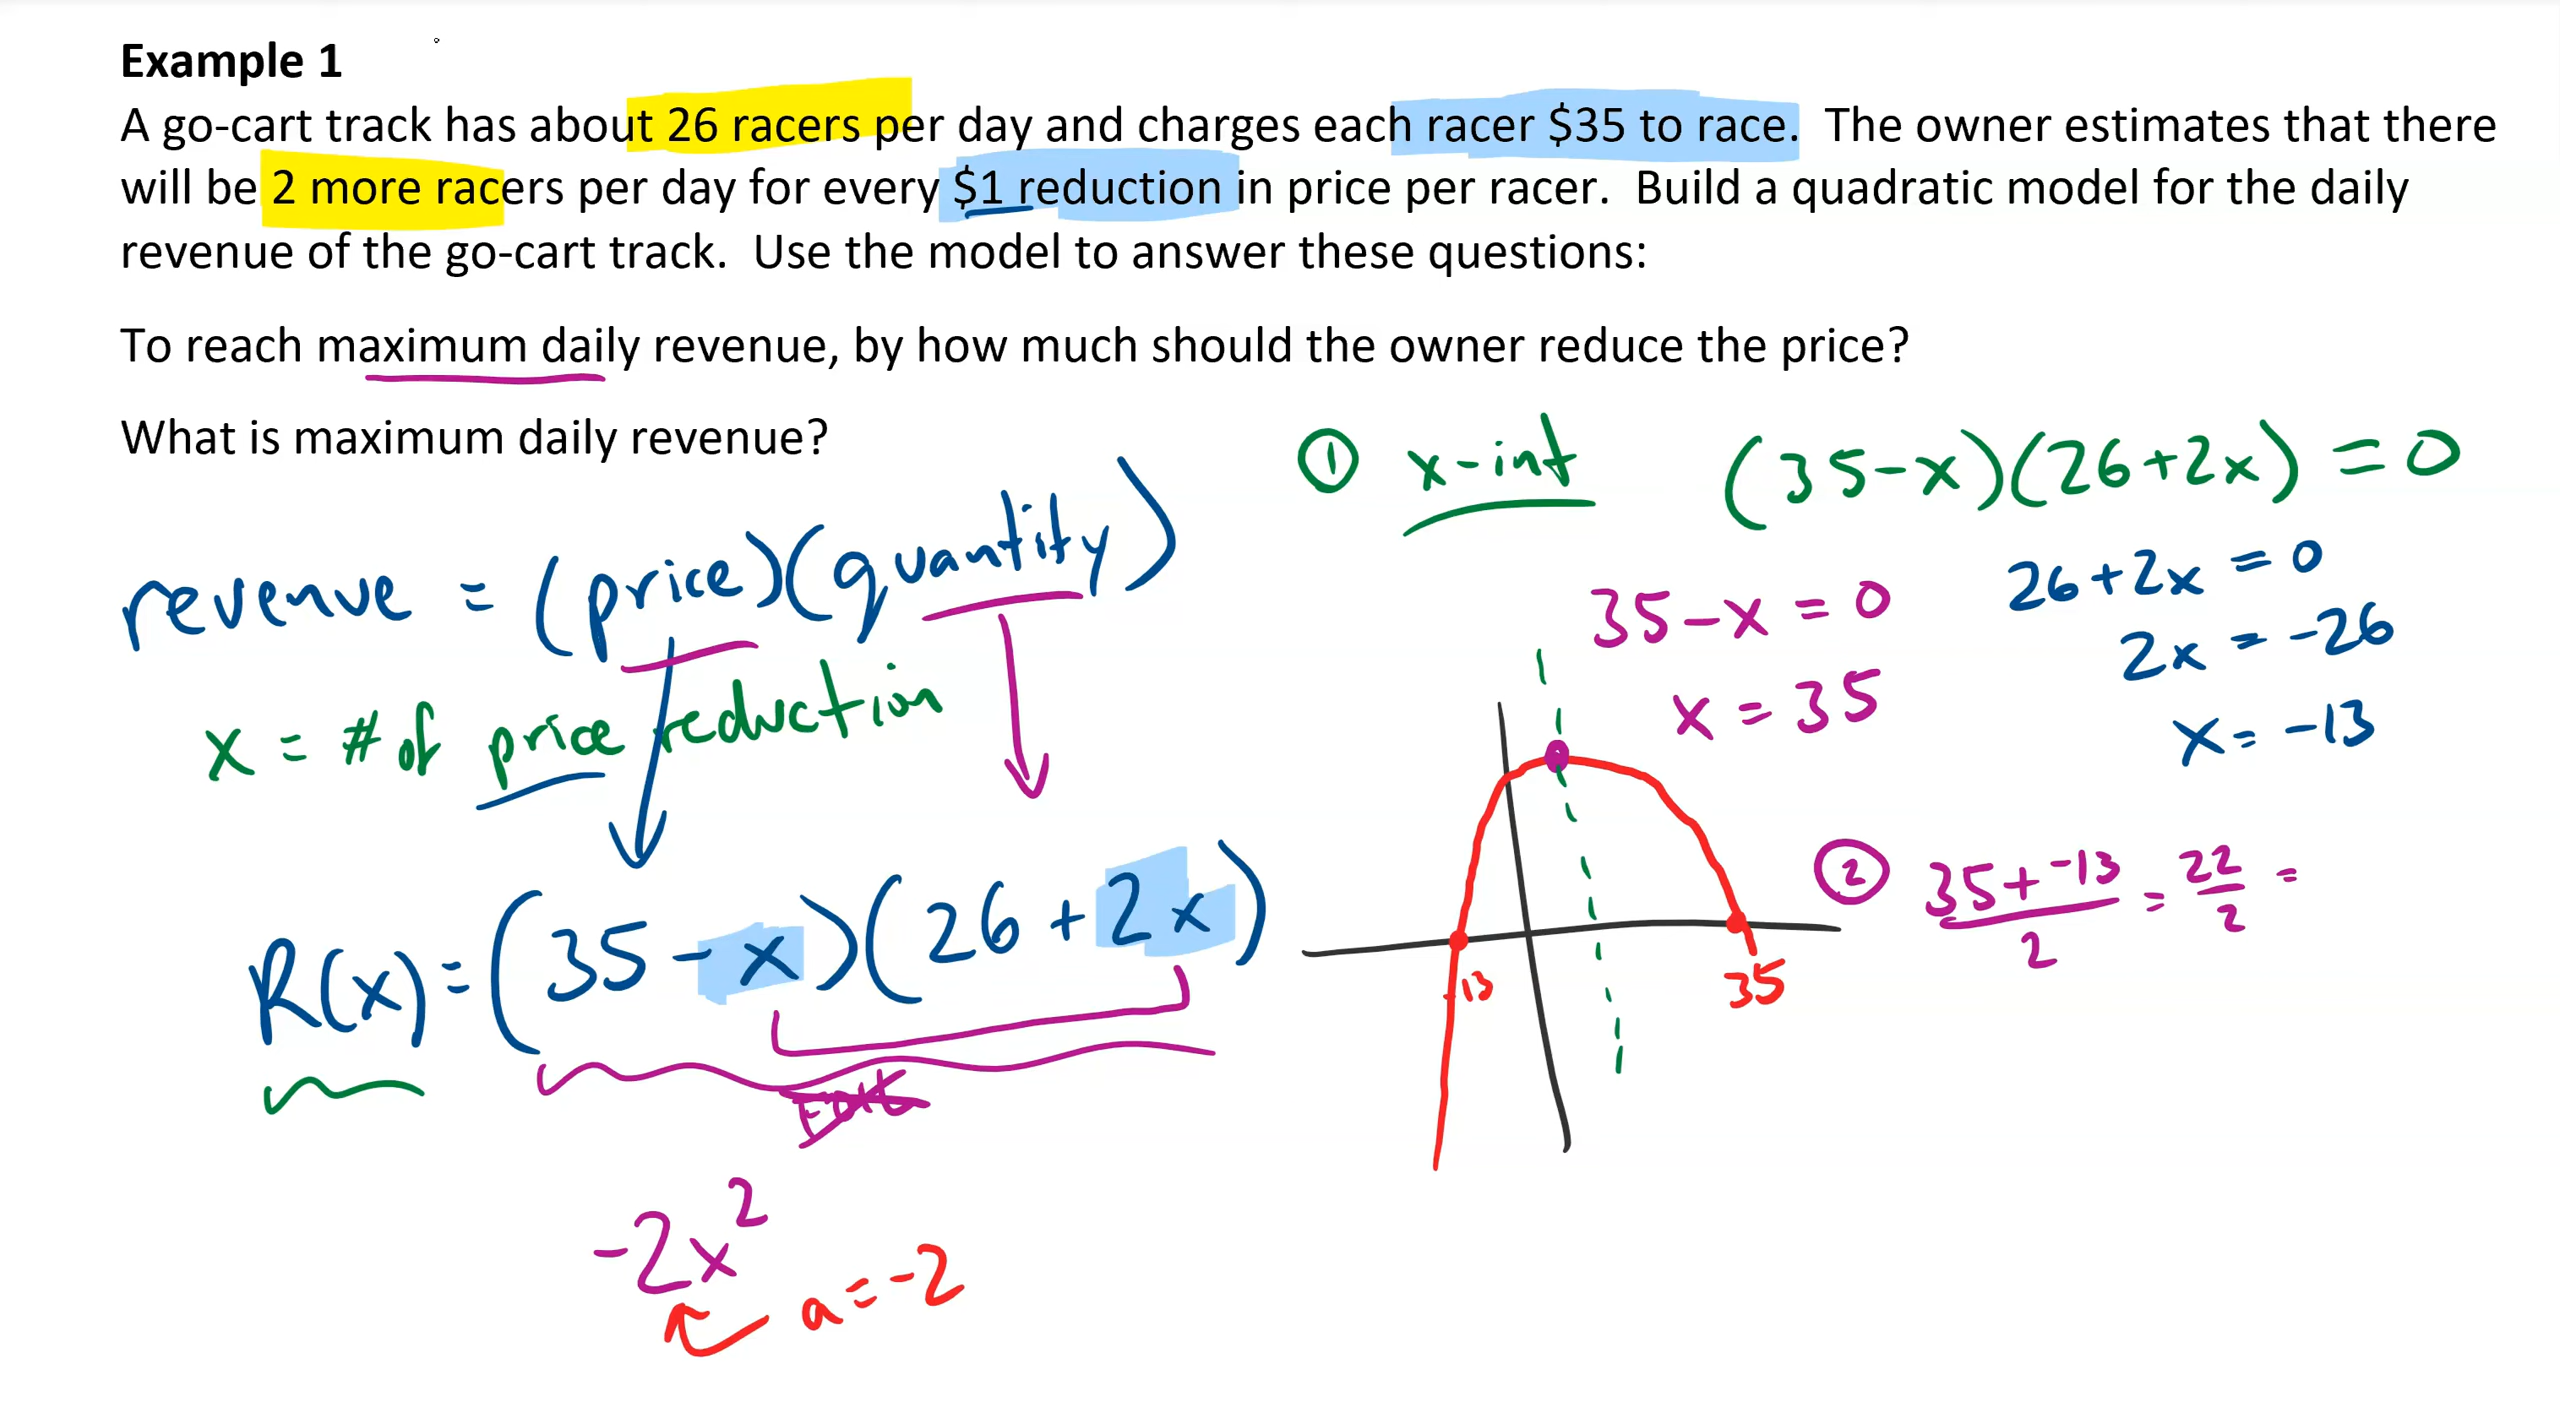 Example 1
A go-cart track has about 26 racers per day and charges each racer $35 to race. The owner estimates that there
will be 2 more racers per day for every $1 reduction in price per racer. Build a quadratic model for the daily
revenue of the go-cart track. Use the model to answer these questions:
To reach maximum daily revenue, by how much should the owner reduce the price?
What is maximum daily revenue?
revenue = (price)(quantity)
x = # of price reduction
R(x) = (35 - x)(26 + 2x)
-2x²
a = -2
① x-int (35-x)(26+2x) = 0
35-x = 0
x = 35
26+2x = 0
2x = -26
x = -13
-13
35
② 35+-13/2 = 22/2 =